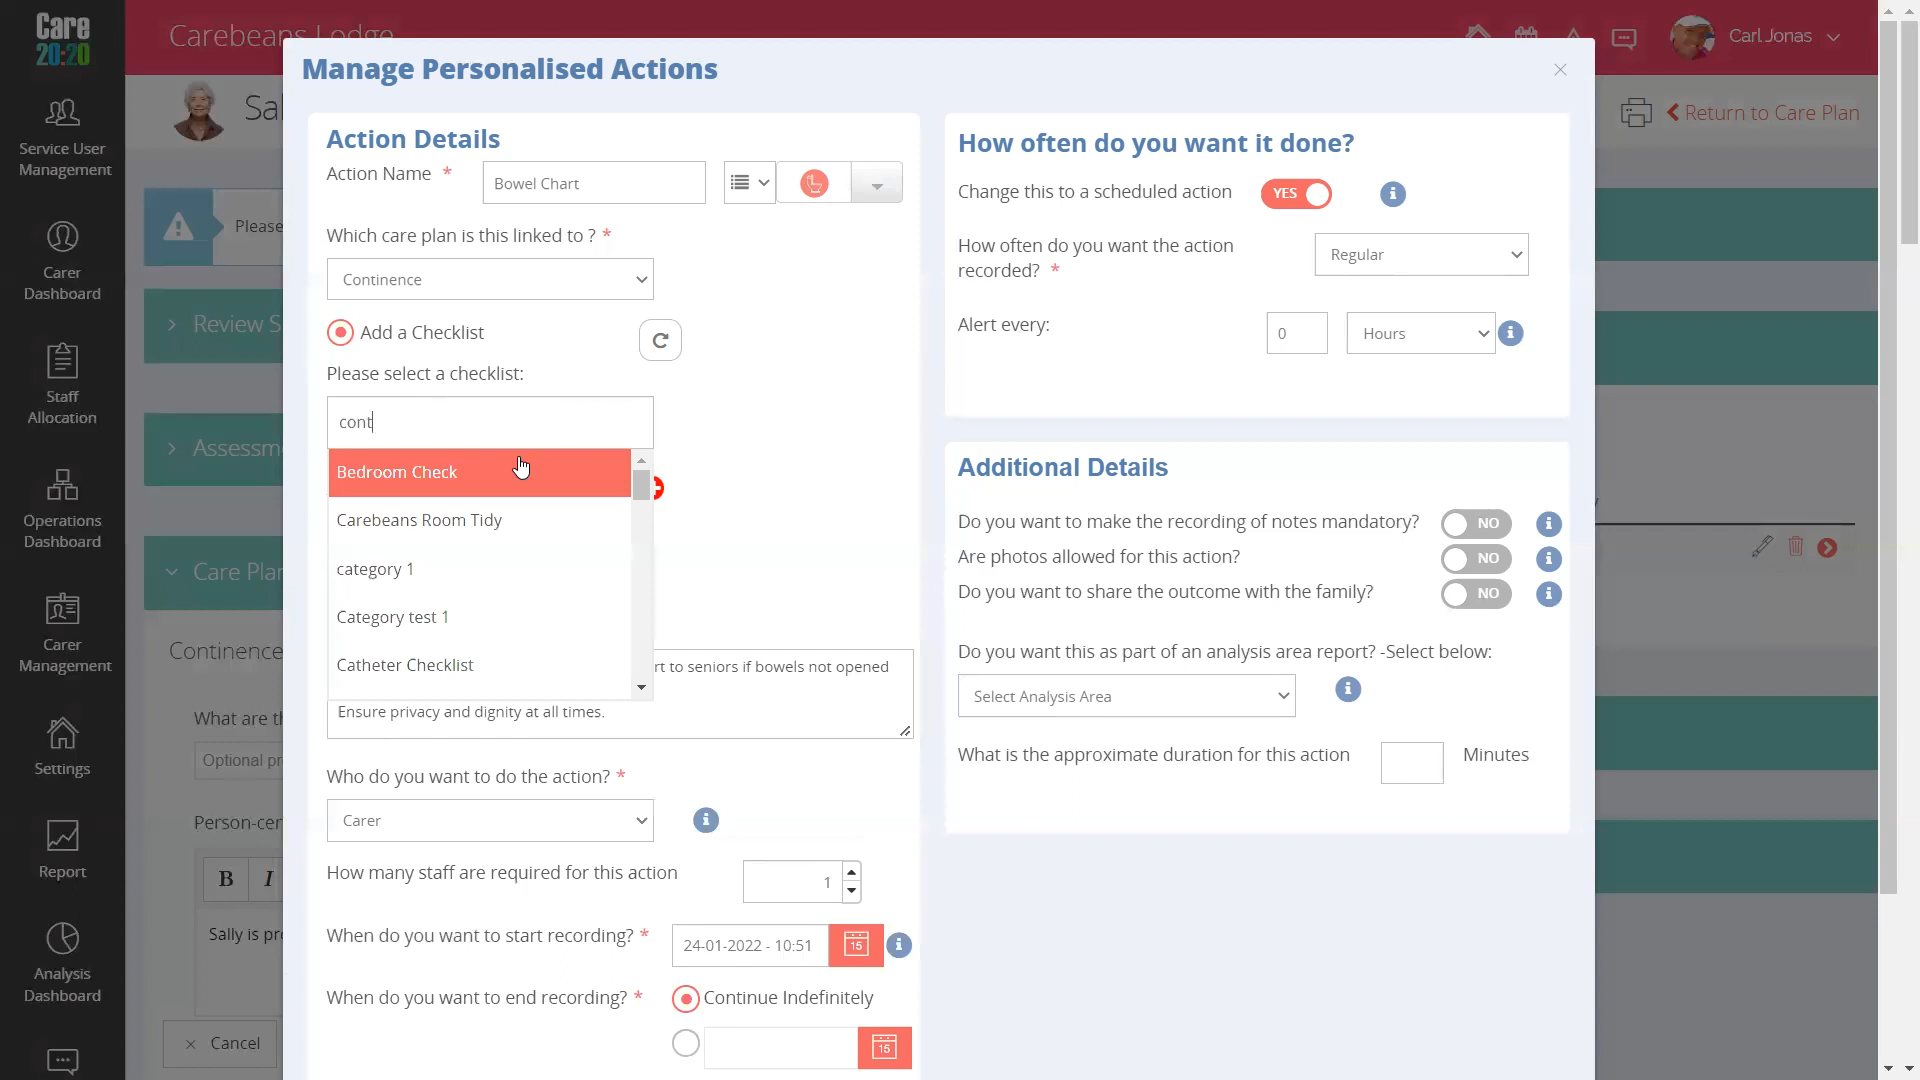 Care
20:20
Carebeans Lodge
Carl Jonas
Service User
Management
Carer
Dashboard
Staff
Allocation
Operations
Dashboard
Carer
Management
Settings
Report
Analysis
Dashboard
Return to Care Plan
Please
Review S
Assessm
Care Plan
Continence
What are th
Optional pr
Person-cen
B I
Sally is pro
× Cancel
Manage Personalised Actions
Action Details
Action Name *
Bowel Chart
Which care plan is this linked to ? *
Continence
Add a Checklist
Please select a checklist:
cont
Bedroom Check
Carebeans Room Tidy
category 1
Category test 1
Catheter Checklist
rt to seniors if bowels not opened
Ensure privacy and dignity at all times.
Who do you want to do the action? *
Carer
How many staff are required for this action
1
When do you want to start recording? *
24-01-2022 - 10:51
15
When do you want to end recording? *
Continue Indefinitely
15
How often do you want it done?
Change this to a scheduled action
YES
How often do you want the action
recorded? *
Regular
Alert every:
0
Hours
Additional Details
Do you want to make the recording of notes mandatory?
NO
Are photos allowed for this action?
NO
Do you want to share the outcome with the family?
NO
Do you want this as part of an analysis area report? -Select below:
Select Analysis Area
What is the approximate duration for this action
Minutes